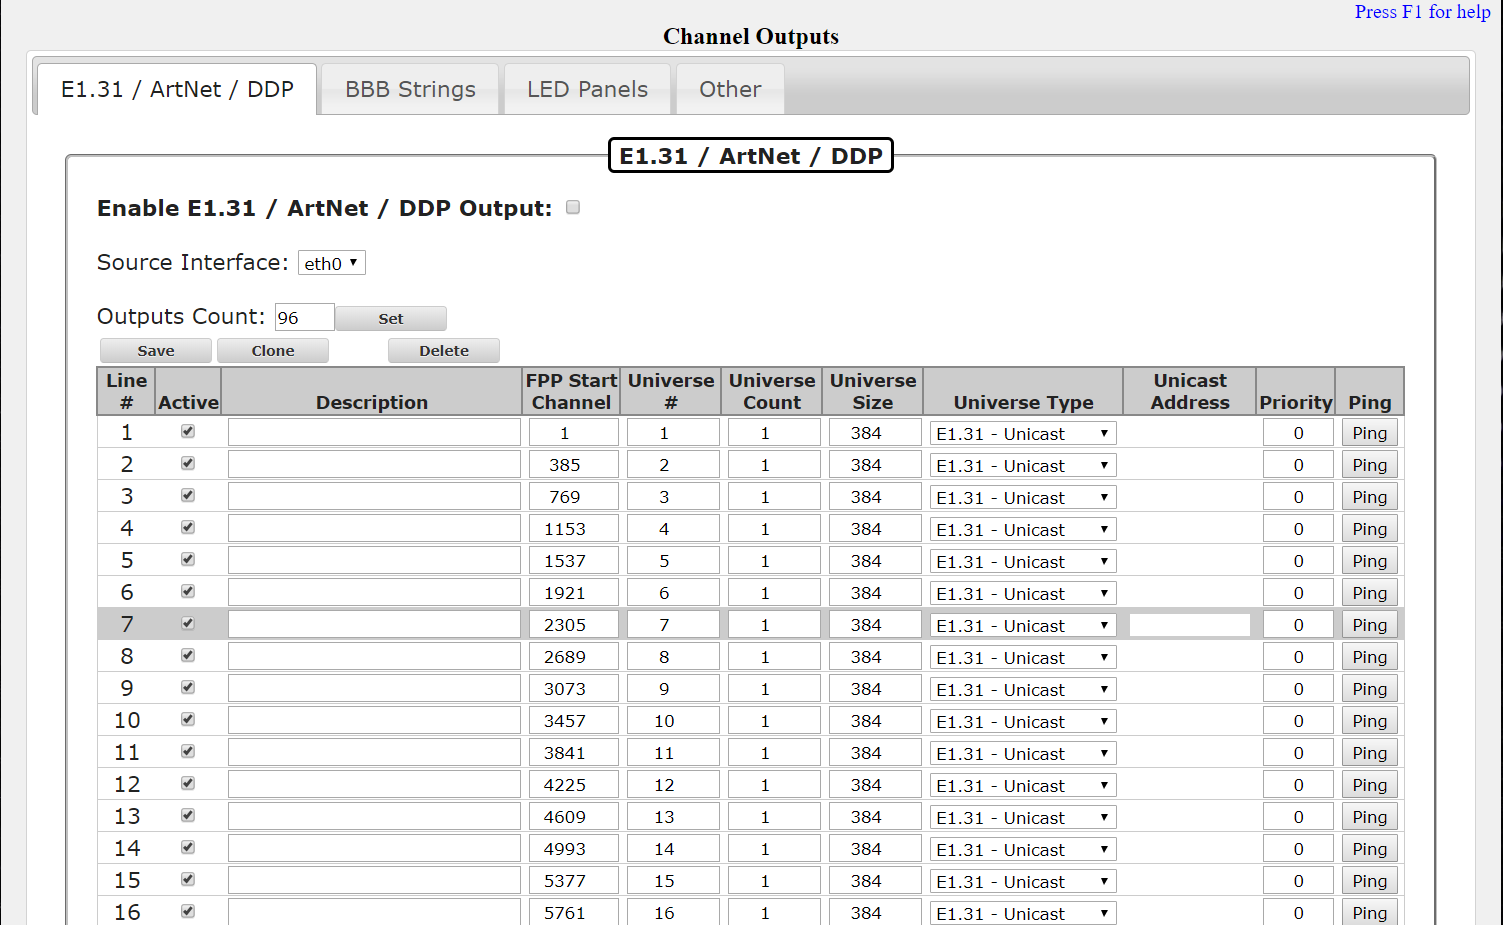 Press F1 for help
Channel Outputs
E1.31 / ArtNet / DDP BBB Strings LED Panels Other
E1.31 / ArtNet / DDP
Enable E1.31 / ArtNet / DDP Output:
Source Interface: eth0
Outputs Count: 96 Set
Save Clone Delete
Line # Active Description FPP Start Channel Universe # Universe Count Universe Size Universe Type Unicast Address Priority Ping
1 1 1 1 384 E1.31 - Unicast 0 Ping
2 385 2 1 384 E1.31 - Unicast 0 Ping
3 769 3 1 384 E1.31 - Unicast 0 Ping
4 1153 4 1 384 E1.31 - Unicast 0 Ping
5 1537 5 1 384 E1.31 - Unicast 0 Ping
6 1921 6 1 384 E1.31 - Unicast 0 Ping
7 2305 7 1 384 E1.31 - Unicast 0 Ping
8 2689 8 1 384 E1.31 - Unicast 0 Ping
9 3073 9 1 384 E1.31 - Unicast 0 Ping
10 3457 10 1 384 E1.31 - Unicast 0 Ping
11 3841 11 1 384 E1.31 - Unicast 0 Ping
12 4225 12 1 384 E1.31 - Unicast 0 Ping
13 4609 13 1 384 E1.31 - Unicast 0 Ping
14 4993 14 1 384 E1.31 - Unicast 0 Ping
15 5377 15 1 384 E1.31 - Unicast 0 Ping
16 5761 16 1 384 E1.31 - Unicast 0 Ping